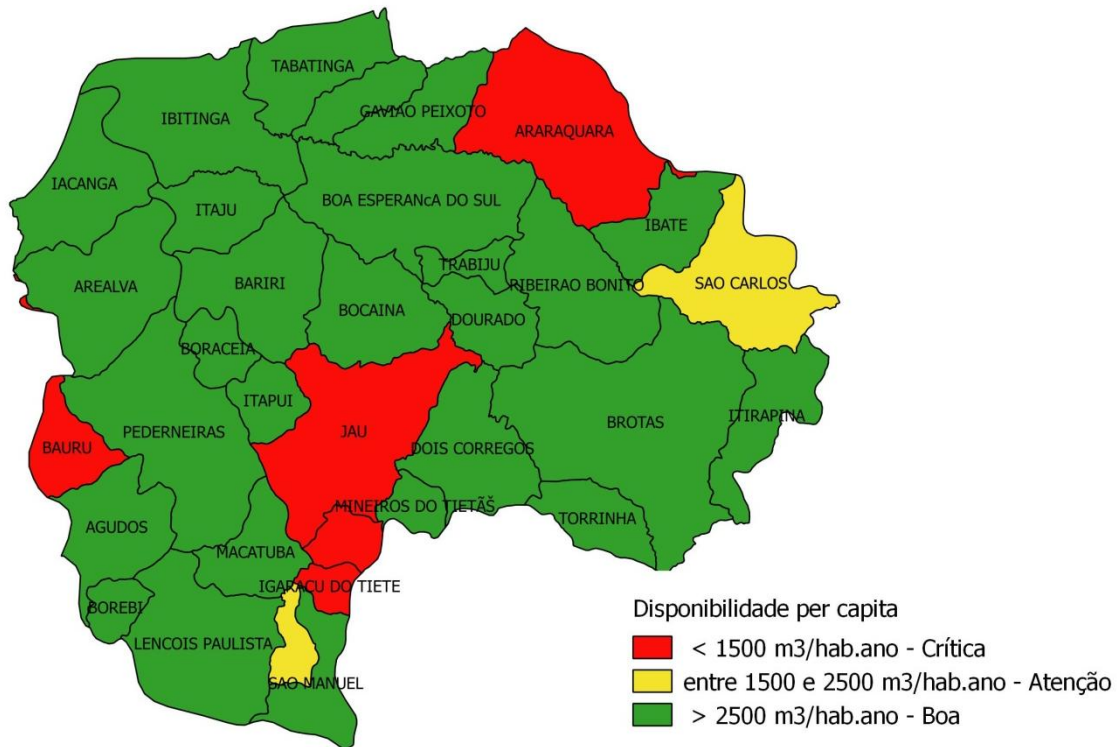 TABATINGA
GAVIAO PEIXOTO
IBITINGA
ARARAQUARA
IACANGA
ITAJU
BOA ESPERANcA DO SUL
IBATE
TRABIJU
AREALVA
BARIRI
RIBEIRAO BONITO
SAO CARLOS
BOCAINA
DOURADO
BORACEIA
ITAPUI
BROTAS
ITIRAPINA
PEDERNEIRAS
JAU
BAURU
DOIS CORREGOS
MINEIROS DO TIETÃŠ
TORRINHA
AGUDOS
MACATUBA
IGARACU DO TIETE
BOREBI
LENCOIS PAULISTA
SAO MANUEL
Disponibilidade per capita
< 1500 m3/hab.ano - Crítica
entre 1500 e 2500 m3/hab.ano - Atenção
> 2500 m3/hab.ano - Boa